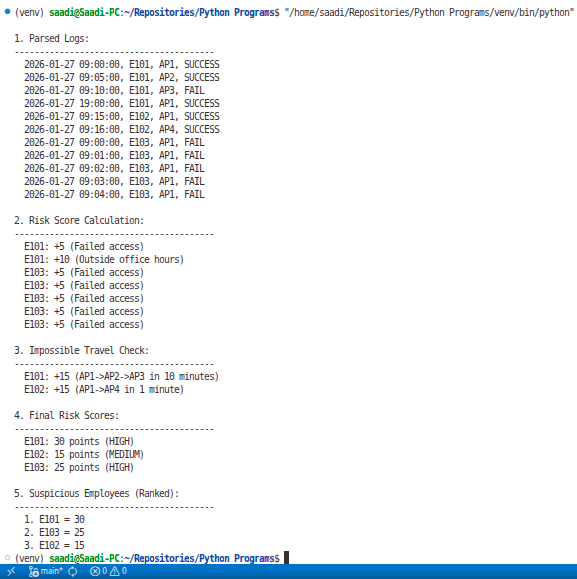 (venv) saadi@Saadi-PC:~/Repositories/Python Programs$ "/home/saadi/Repositories/Python Programs/venv/bin/python"
1. Parsed Logs:
----------------------------------------
2026-01-27 09:00:00, E101, AP1, SUCCESS
2026-01-27 09:05:00, E101, AP2, SUCCESS
2026-01-27 09:10:00, E101, AP3, FAIL
2026-01-27 19:00:00, E101, AP1, SUCCESS
2026-01-27 09:15:00, E102, AP1, SUCCESS
2026-01-27 09:16:00, E102, AP4, SUCCESS
2026-01-27 09:00:00, E103, AP1, FAIL
2026-01-27 09:01:00, E103, AP1, FAIL
2026-01-27 09:02:00, E103, AP1, FAIL
2026-01-27 09:03:00, E103, AP1, FAIL
2026-01-27 09:04:00, E103, AP1, FAIL
2. Risk Score Calculation:
----------------------------------------
E101: +5 (Failed access)
E101: +10 (Outside office hours)
E103: +5 (Failed access)
E103: +5 (Failed access)
E103: +5 (Failed access)
E103: +5 (Failed access)
E103: +5 (Failed access)
3. Impossible Travel Check:
----------------------------------------
E101: +15 (AP1->AP2->AP3 in 10 minutes)
E102: +15 (AP1->AP4 in 1 minute)
4. Final Risk Scores:
----------------------------------------
E101: 30 points (HIGH)
E102: 15 points (MEDIUM)
E103: 25 points (HIGH)
5. Suspicious Employees (Ranked):
----------------------------------------
1. E101 = 30
2. E103 = 25
3. E102 = 15
(venv) saadi@Saadi-PC:~/Repositories/Python Programs$
main* 0 0